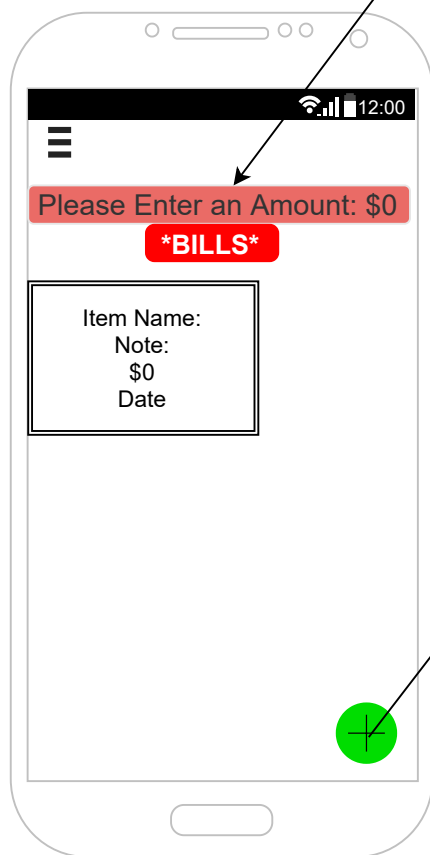 12:00
Please Enter an Amount: $0
*BILLS*
Item Name:
Note:
$0
Date